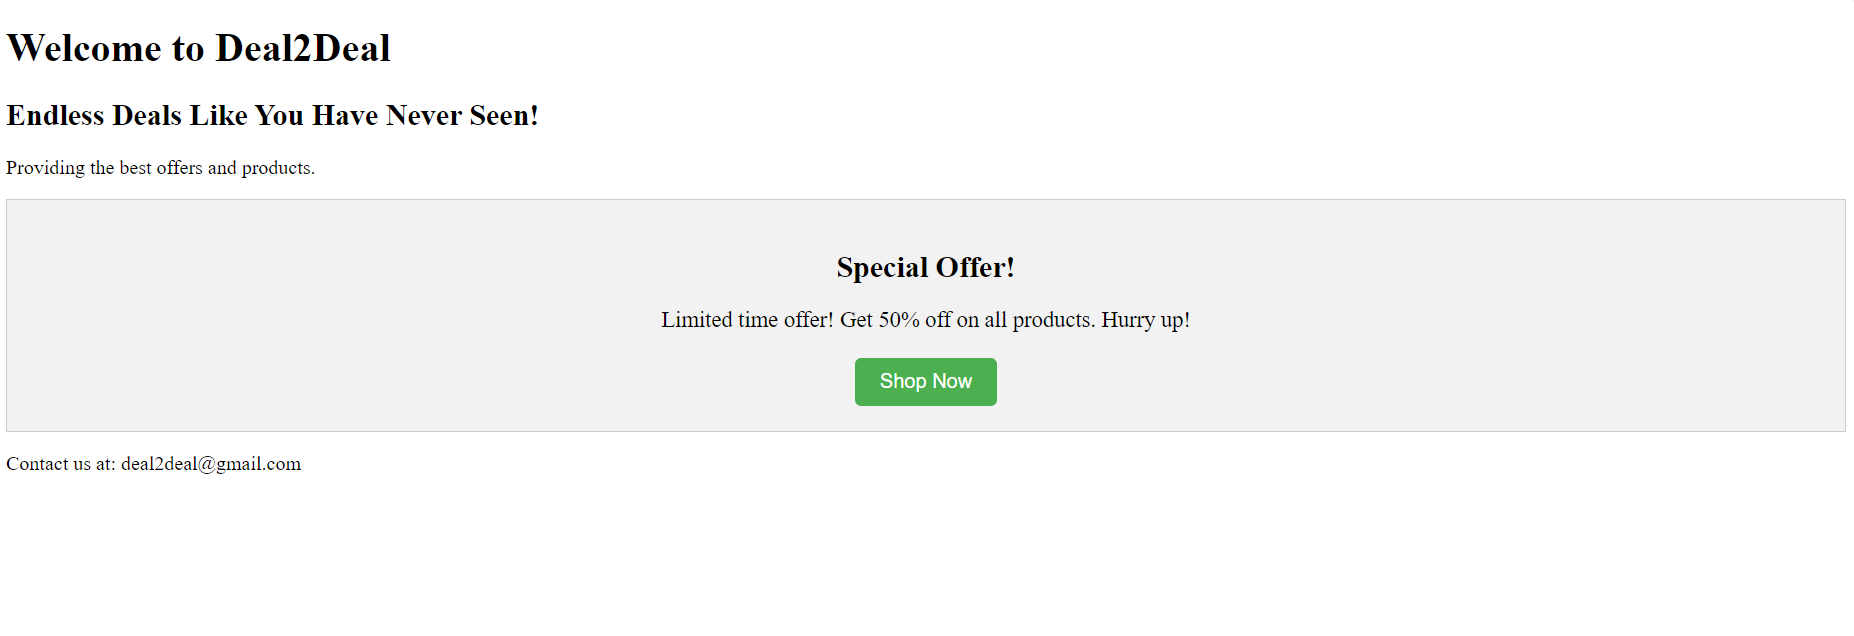 Welcome to Deal2Deal
Endless Deals Like You Have Never Seen!
Providing the best offers and products.
Special Offer!
Limited time offer! Get 50% off on all products. Hurry up!
Shop Now
Contact us at: deal2deal@gmail.com